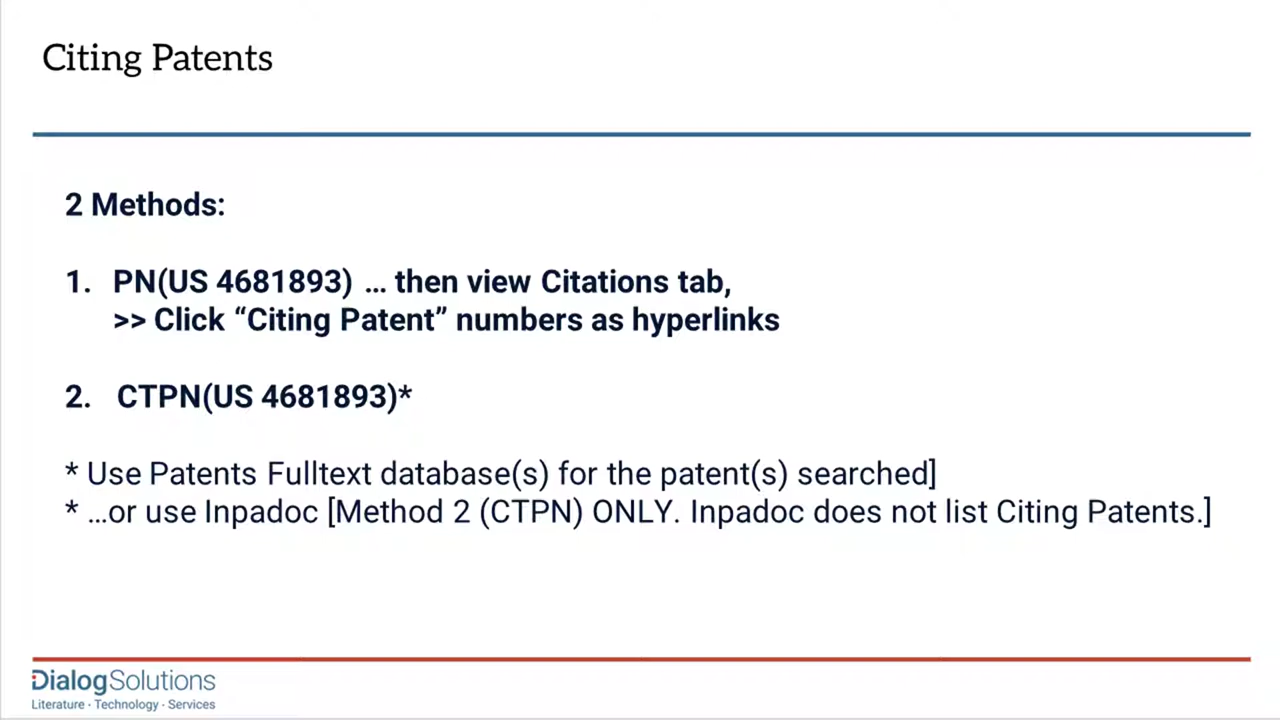 Citing Patents
2 Methods:
1. PN(US 4681893) … then view Citations tab,
>> Click “Citing Patent” numbers as hyperlinks
2. CTPN(US 4681893)*
* Use Patents Fulltext database(s) for the patent(s) searched]
* …or use Inpadoc [Method 2 (CTPN) ONLY. Inpadoc does not list Citing Patents.]
DialogSolutions
Literature · Technology · Services